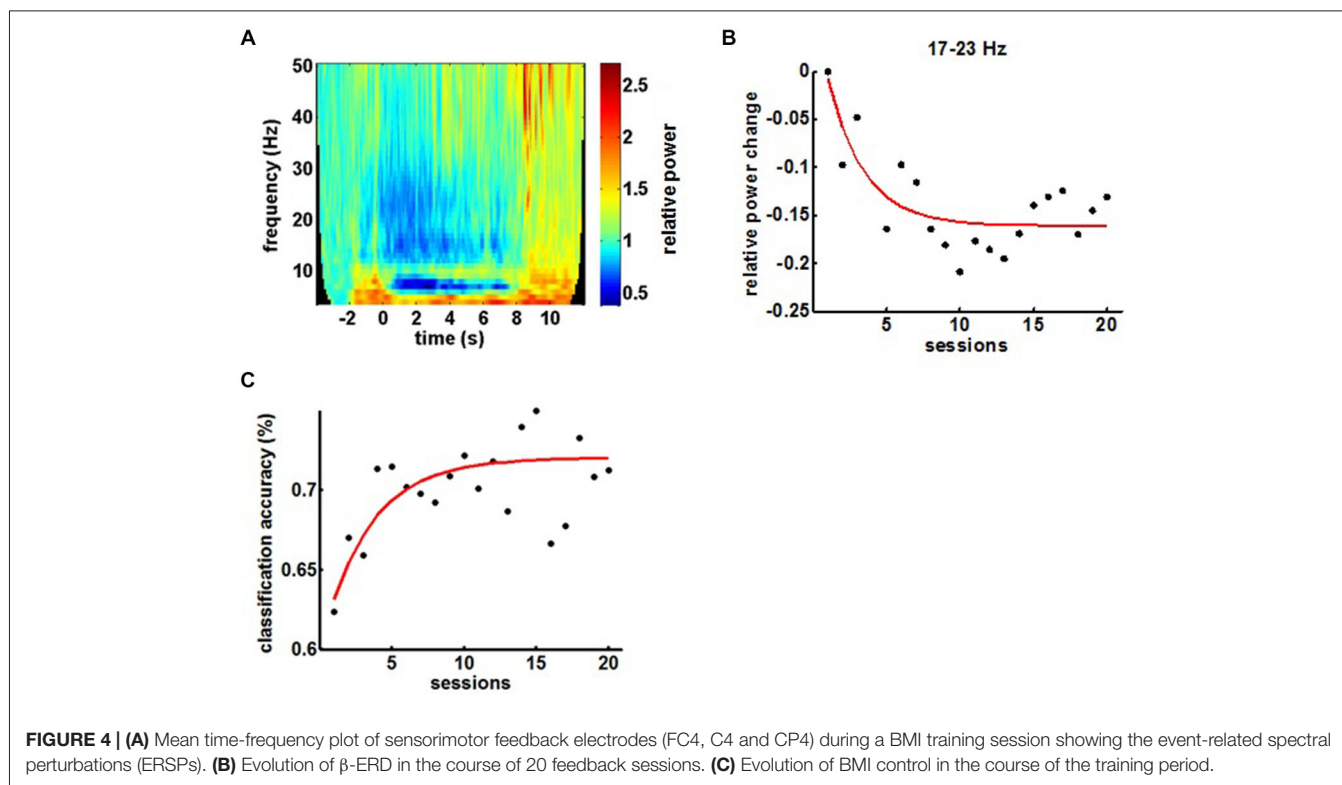 A
50
40
30
20
10
frequency (Hz)
-2 0 2 4 6 8 10
time (s)
2.5
2
1.5
1
0.5
relative power
B
17-23 Hz
0
-0.05
-0.1
-0.15
-0.2
-0.25
relative power change
5 10 15 20
sessions
C
0.7
0.65
0.6
classification accuracy (%)
5 10 15 20
sessions
FIGURE 4 | (A) Mean time-frequency plot of sensorimotor feedback electrodes (FC4, C4 and CP4) during a BMI training session showing the event-related spectral
perturbations (ERSPs). (B) Evolution of β-ERD in the course of 20 feedback sessions. (C) Evolution of BMI control in the course of the training period.